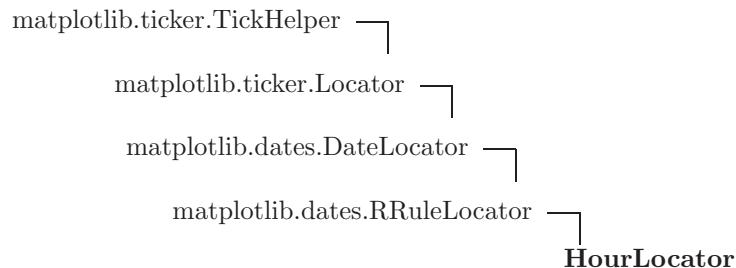 matplotlib.ticker.TickHelper
matplotlib.ticker.Locator
matplotlib.dates.DateLocator
matplotlib.dates.RRuleLocator
HourLocator